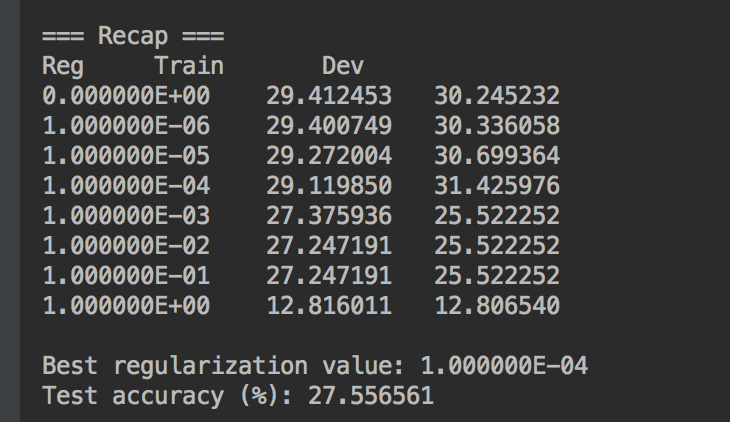 === Recap ===
Reg Train Dev
0.000000E+00 29.412453 30.245232
1.000000E-06 29.400749 30.336058
1.000000E-05 29.272004 30.699364
1.000000E-04 29.119850 31.425976
1.000000E-03 27.375936 25.522252
1.000000E-02 27.247191 25.522252
1.000000E-01 27.247191 25.522252
1.000000E+00 12.816011 12.806540
Best regularization value: 1.000000E-04
Test accuracy (%): 27.556561